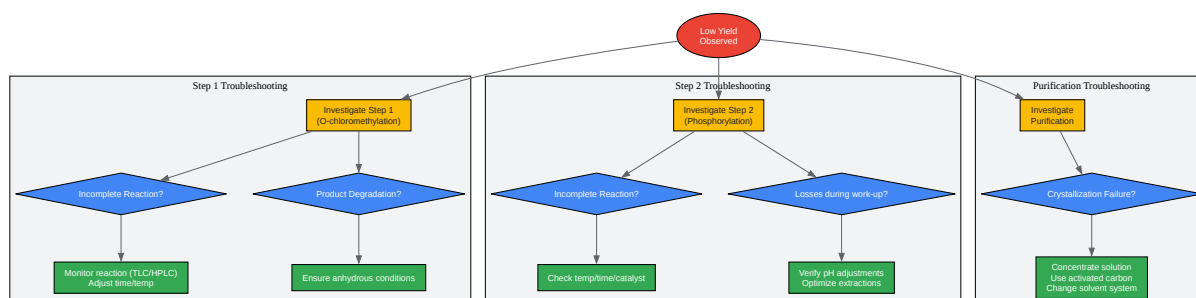 Low Yield
Observed
Step 1 Troubleshooting
Step 2 Troubleshooting
Purification Troubleshooting
Investigate Step 1
(O-chloromethylation)
Investigate Step 2
(Phosphorylation)
Investigate
Purification
Incomplete Reaction?
Product Degradation?
Incomplete Reaction?
Losses during work-up?
Crystallization Failure?
Monitor reaction (TLC/HPLC)
Adjust time/temp
Ensure anhydrous conditions
Check temp/time/catalyst
Verify pH adjustments
Optimize extractions
Concentrate solution
Use activated carbon
Change solvent system